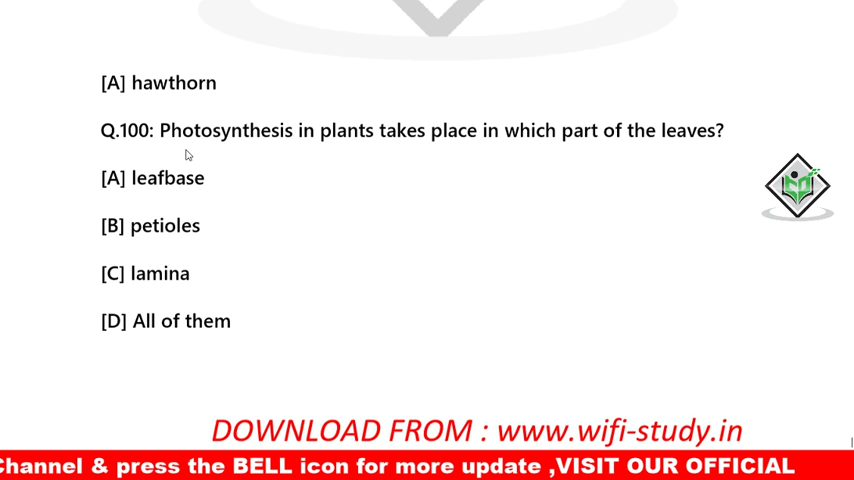 [A] hawthorn
Q.100: Photosynthesis in plants takes place in which part of the leaves?
[A] leafbase
[B] petioles
[C] lamina
[D] All of them
DOWNLOAD FROM : www.wifi-study.in
Channel & press the BELL icon for more update ,VISIT OUR OFFICIAL